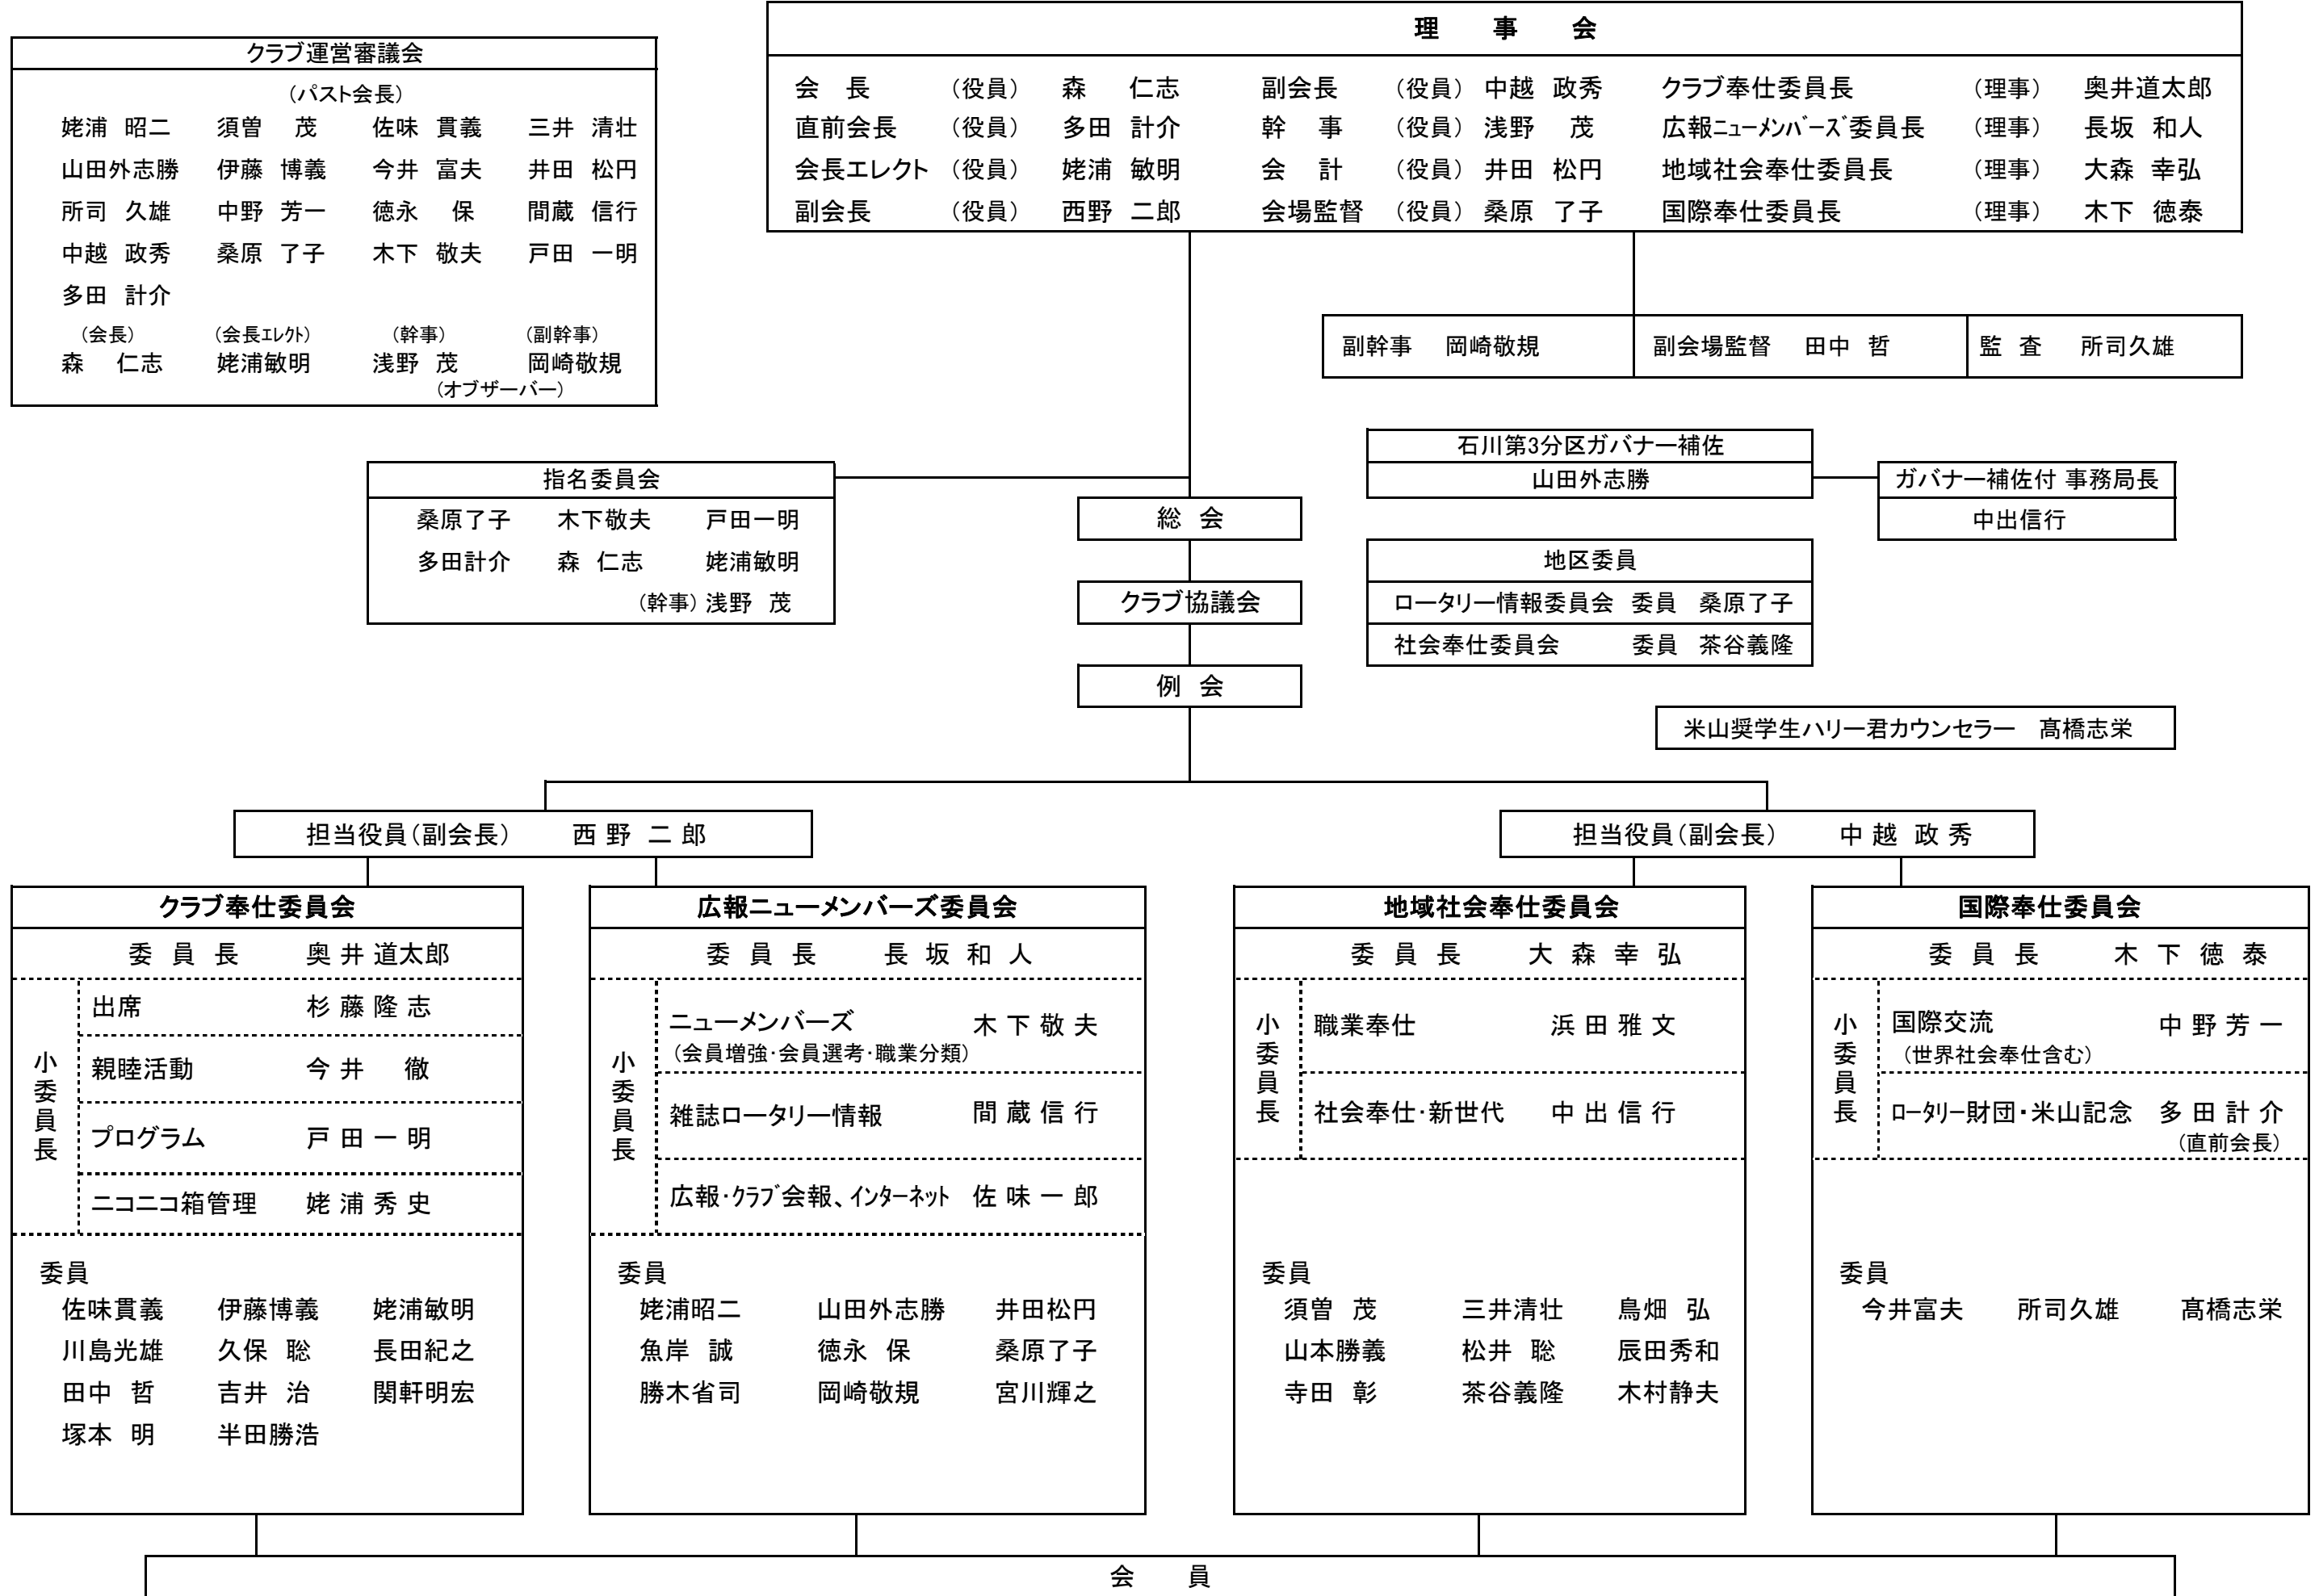 理 事 会
会 長 （役員） 森 仁志 副会長 （役員） 中越 政秀 クラブ奉仕委員長 （理事） 奥井道太郎
直前会長 （役員） 多田 計介 幹 事 （役員） 浅野 茂 広報ﾆｭｰﾒﾝﾊﾞｰｽﾞ委員長 （理事） 長坂 和人
会長エレクト （役員） 姥浦 敏明 会 計 （役員） 井田 松円 地域社会奉仕委員長 （理事） 大森 幸弘
副会長 （役員） 西野 二郎 会場監督 （役員） 桑原 了子 国際奉仕委員長 （理事） 木下 徳泰
クラブ運営審議会
（パスト会長）
姥浦 昭二 須曽 茂 佐味 貫義 三井 清壮
山田外志勝 伊藤 博義 今井 富夫 井田 松円
所司 久雄 中野 芳一 徳永 保 間蔵 信行
中越 政秀 桑原 了子 木下 敬夫 戸田 一明
多田 計介
（会長） （会長ｴﾚｸﾄ） （幹事） （副幹事）
森 仁志 姥浦敏明 浅野 茂 岡崎敬規
（オブザーバー）
副幹事 岡崎敬規 副会場監督 田中 哲 監 査 所司久雄
石川第3分区ガバナー補佐
山田外志勝
ガバナー補佐付 事務局長
中出信行
指名委員会
桑原了子 木下敬夫 戸田一明
多田計介 森 仁志 姥浦敏明
（幹事） 浅野 茂
総 会
クラブ協議会
例 会
地区委員
ロータリー情報委員会 委員 桑原了子
社会奉仕委員会 委員 茶谷義隆
米山奨学生ハリー君カウンセラー 髙橋志栄
担当役員（副会長） 西 野 二 郎
担当役員（副会長） 中 越 政 秀
クラブ奉仕委員会
委 員 長 奥 井 道太郎
小委員長
出席 杉 藤 隆 志
親睦活動 今 井 徹
プログラム 戸 田 一 明
ニコニコ箱管理 姥 浦 秀 史
委員
佐味貫義 伊藤博義 姥浦敏明
川島光雄 久保 聡 長田紀之
田中 哲 吉井 治 関軒明宏
塚本 明 半田勝浩
広報ニューメンバーズ委員会
委 員 長 長 坂 和 人
小委員長
ニューメンバーズ 木 下 敬 夫
（会員増強・会員選考・職業分類）
雑誌ロータリー情報 間 蔵 信 行
広報・ｸﾗﾌﾞ会報、ｲﾝﾀｰﾈｯﾄ 佐 味 一 郎
委員
姥浦昭二 山田外志勝 井田松円
魚岸 誠 徳永 保 桑原了子
勝木省司 岡崎敬規 宮川輝之
地域社会奉仕委員会
委 員 長 大 森 幸 弘
小委員長
職業奉仕 浜 田 雅 文
社会奉仕・新世代 中 出 信 行
委員
須曽 茂 三井清壮 鳥畑 弘
山本勝義 松井 聡 辰田秀和
寺田 彰 茶谷義隆 木村静夫
国際奉仕委員会
委 員 長 木 下 徳 泰
小委員長
国際交流 中 野 芳 一
（世界社会奉仕含む）
ﾛｰﾀﾘｰ財団・米山記念 多 田 計 介
（直前会長）
委員
今井富夫 所司久雄 髙橋志栄
会 員